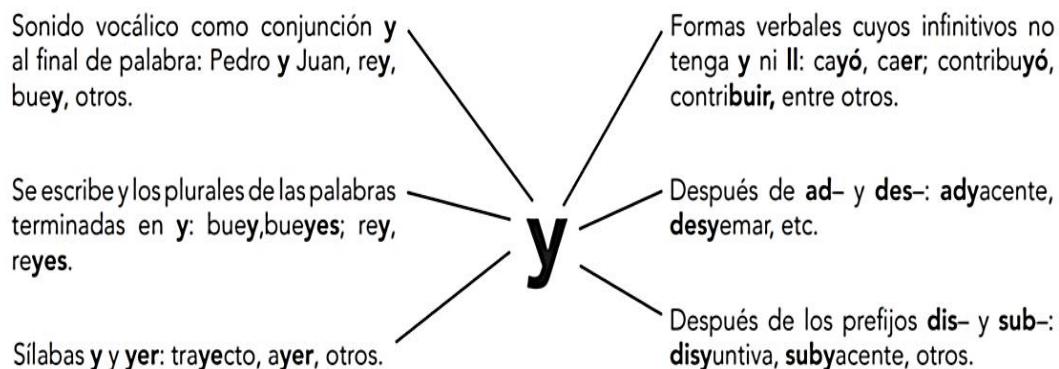 Sonido vocálico como conjunción y
al final de palabra: Pedro y Juan, rey,
buey, otros.
Se escribe y los plurales de las palabras
terminadas en y: buey,bueyes; rey,
reyes.
Sílabas y y yer: trayecto, ayer, otros.
y
Formas verbales cuyos infinitivos no
tenga y ni ll: cayó, caer; contribuyó,
contribuir, entre otros.
Después de ad– y des–: adyacente,
desyemar, etc.
Después de los prefijos dis– y sub–:
disyuntiva, subyacente, otros.